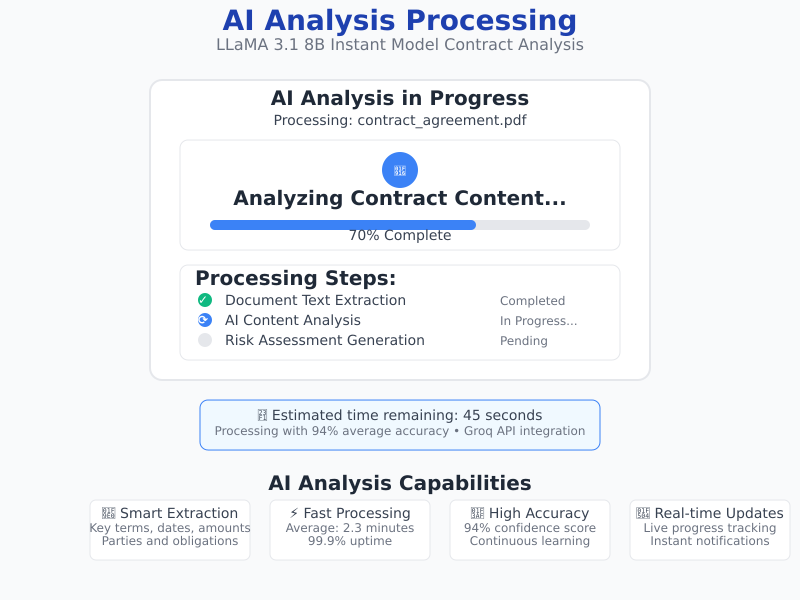 AI Analysis Processing
LLaMA 3.1 8B Instant Model Contract Analysis
AI Analysis in Progress
Processing: contract_agreement.pdf
Analyzing Contract Content...
70% Complete
Processing Steps:
✓ Document Text Extraction Completed
⟳ AI Content Analysis In Progress...
Risk Assessment Generation Pending
Estimated time remaining: 45 seconds
Processing with 94% average accuracy • Groq API integration
AI Analysis Capabilities
Smart Extraction
Key terms, dates, amounts
Parties and obligations
⚡ Fast Processing
Average: 2.3 minutes
99.9% uptime
High Accuracy
94% confidence score
Continuous learning
Real-time Updates
Live progress tracking
Instant notifications